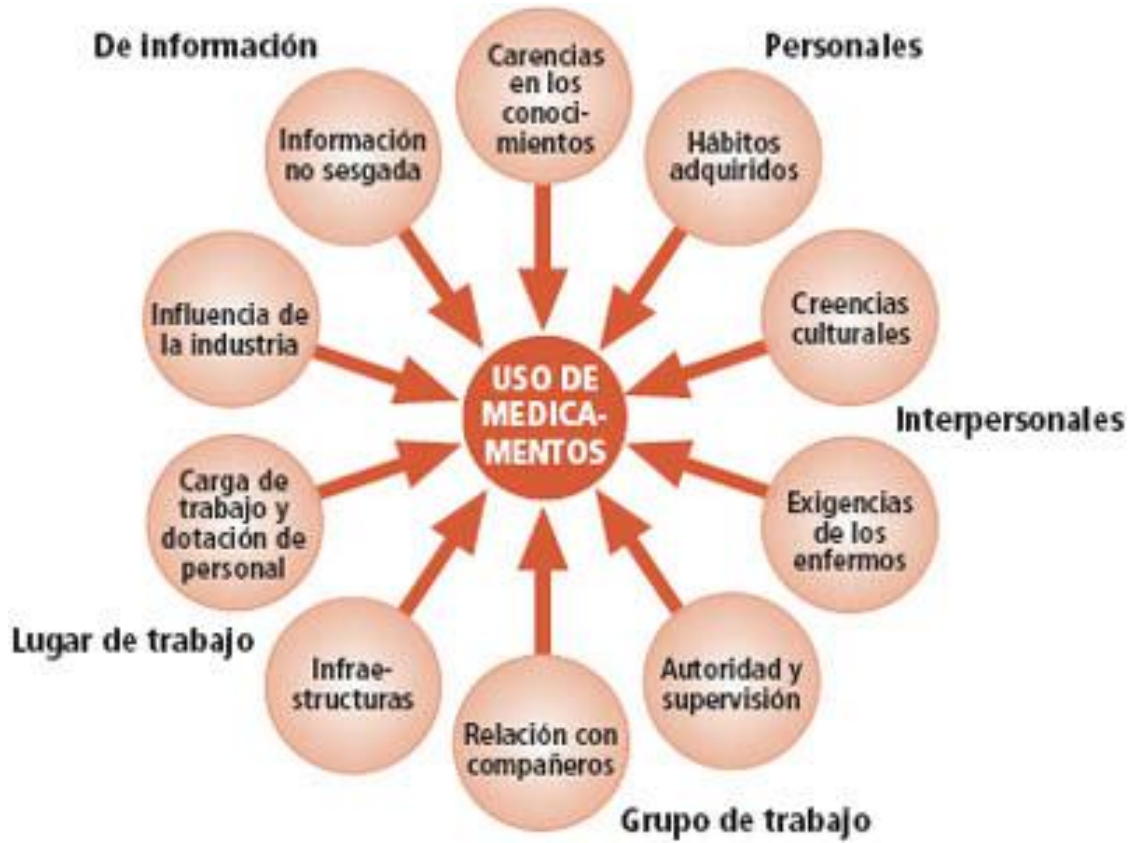 De información
Personales
Carencias
en los
conoci-
mientos
Información
no sesgada
Hábitos
adquiridos
Influencia de
la industria
Creencias
culturales
USO DE
MEDICA-
MENTOS
Interpersonales
Carga de
trabajo y
dotación de
personal
Exigencias
de los
enfermos
Lugar de trabajo
Infrae-
structuras
Autoridad y
supervisión
Relación con
compañeros
Grupo de trabajo